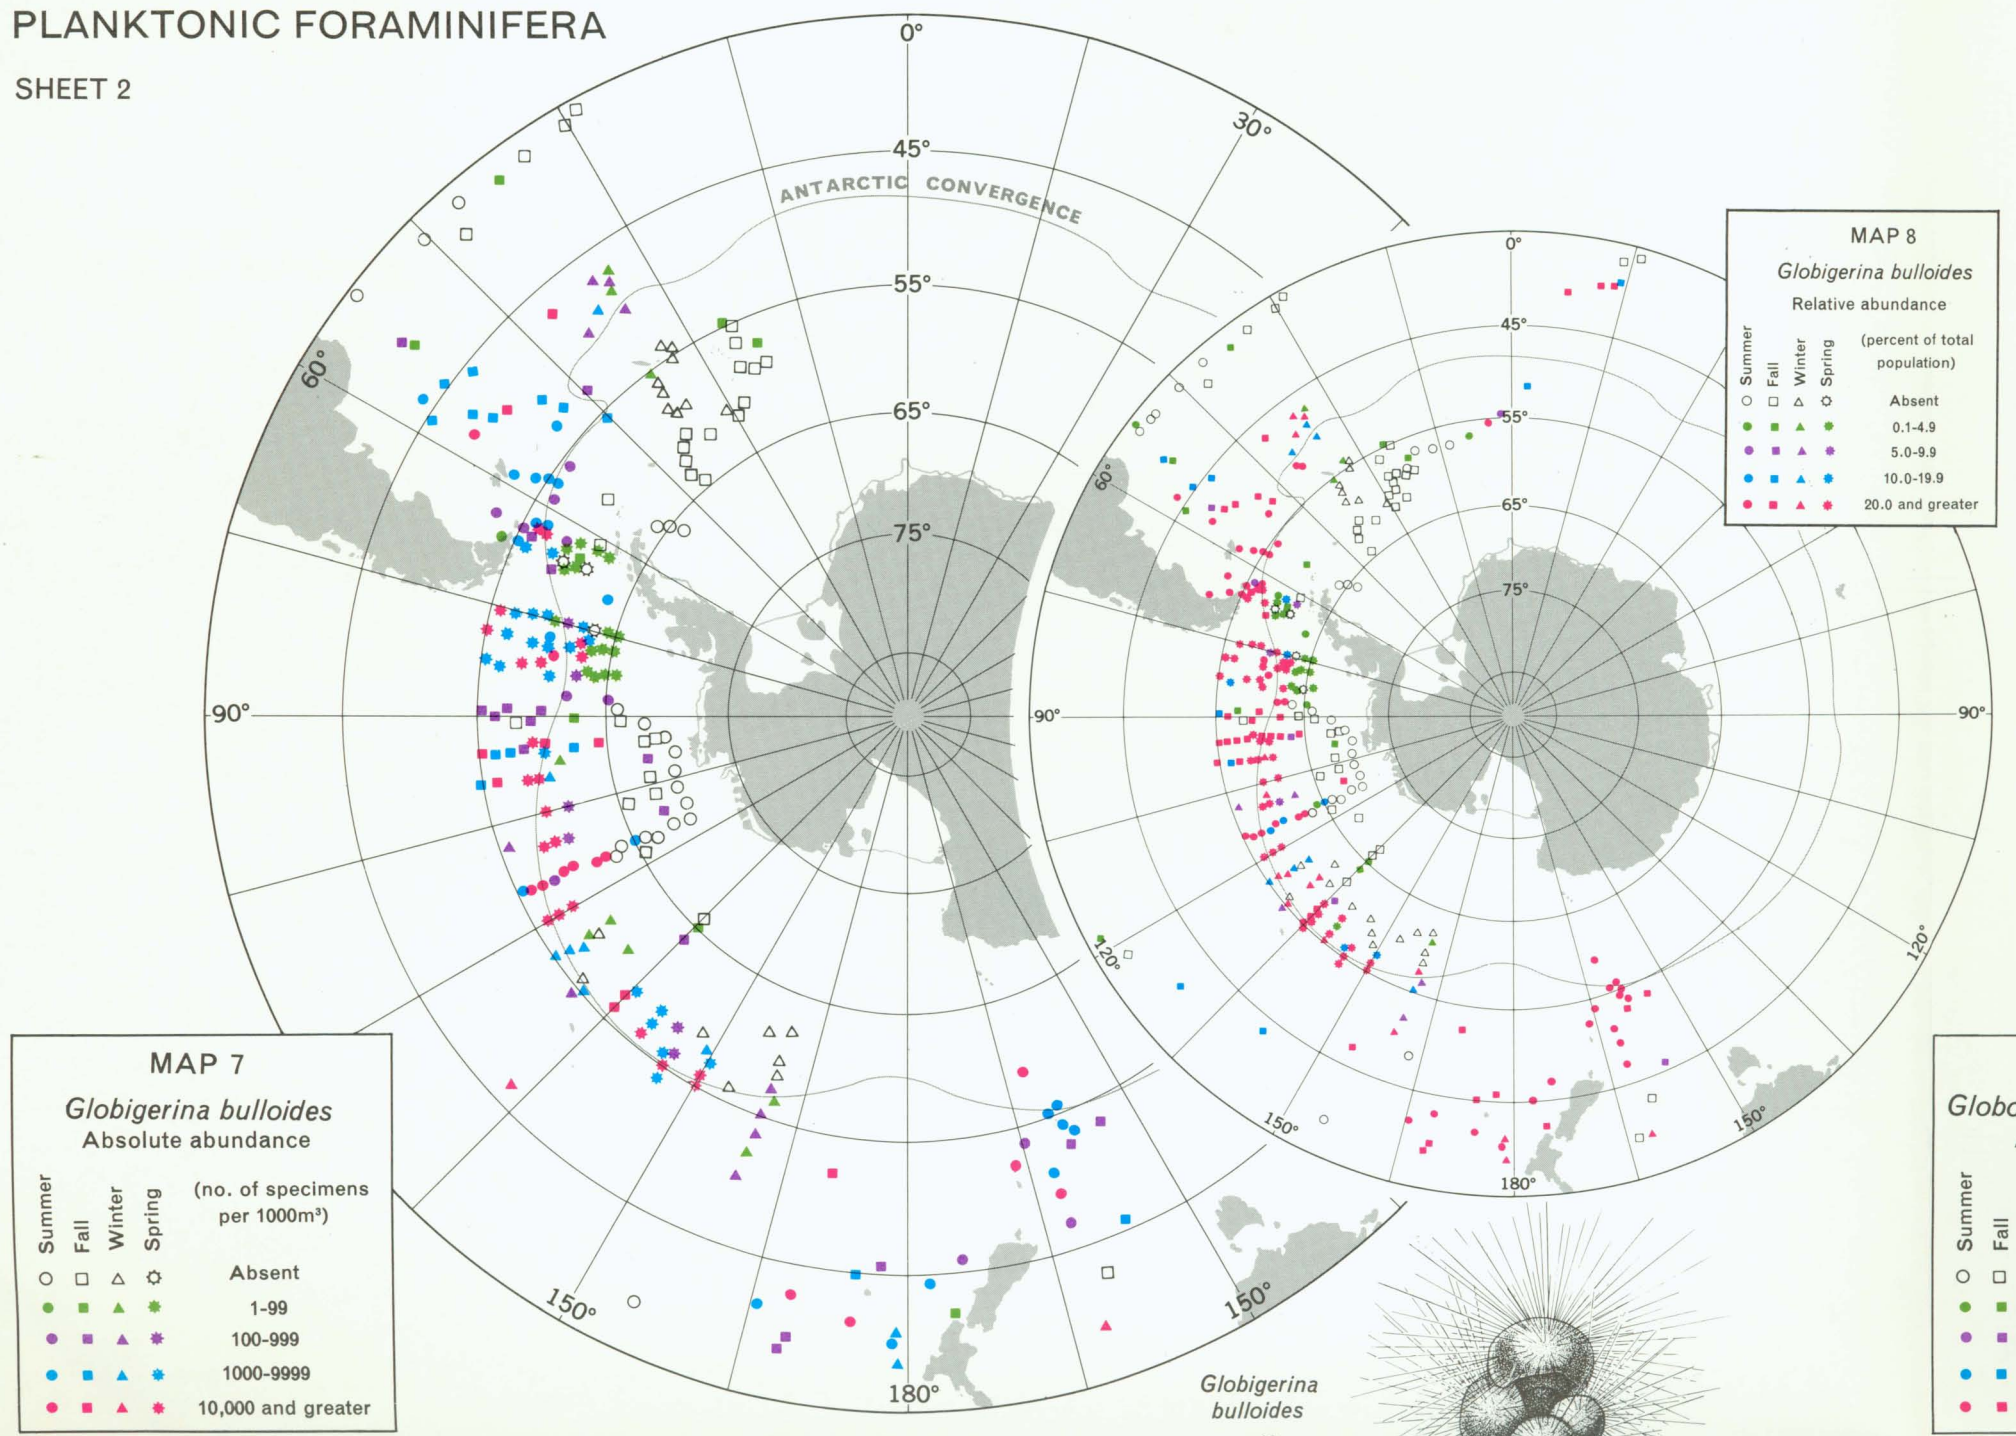 PLANKTONIC FORAMINIFERA
SHEET 2
0°
30°
45°
ANTARCTIC CONVERGENCE
55°
65°
75°
60°
90°
150°
180°
150°
MAP 7
Globigerina bulloides
Absolute abundance
Summer
Fall
Winter
Spring
(no. of specimens
per 1000m³)
Absent
1-99
100-999
1000-9999
10,000 and greater
0°
45°
55°
65°
75°
60°
90°
90°
120°
120°
150°
150°
180°
MAP 8
Globigerina bulloides
Relative abundance
Summer
Fall
Winter
Spring
(percent of total
population)
Absent
0.1-4.9
5.0-9.9
10.0-19.9
20.0 and greater
Globigerina
bulloides
Summer
Fall